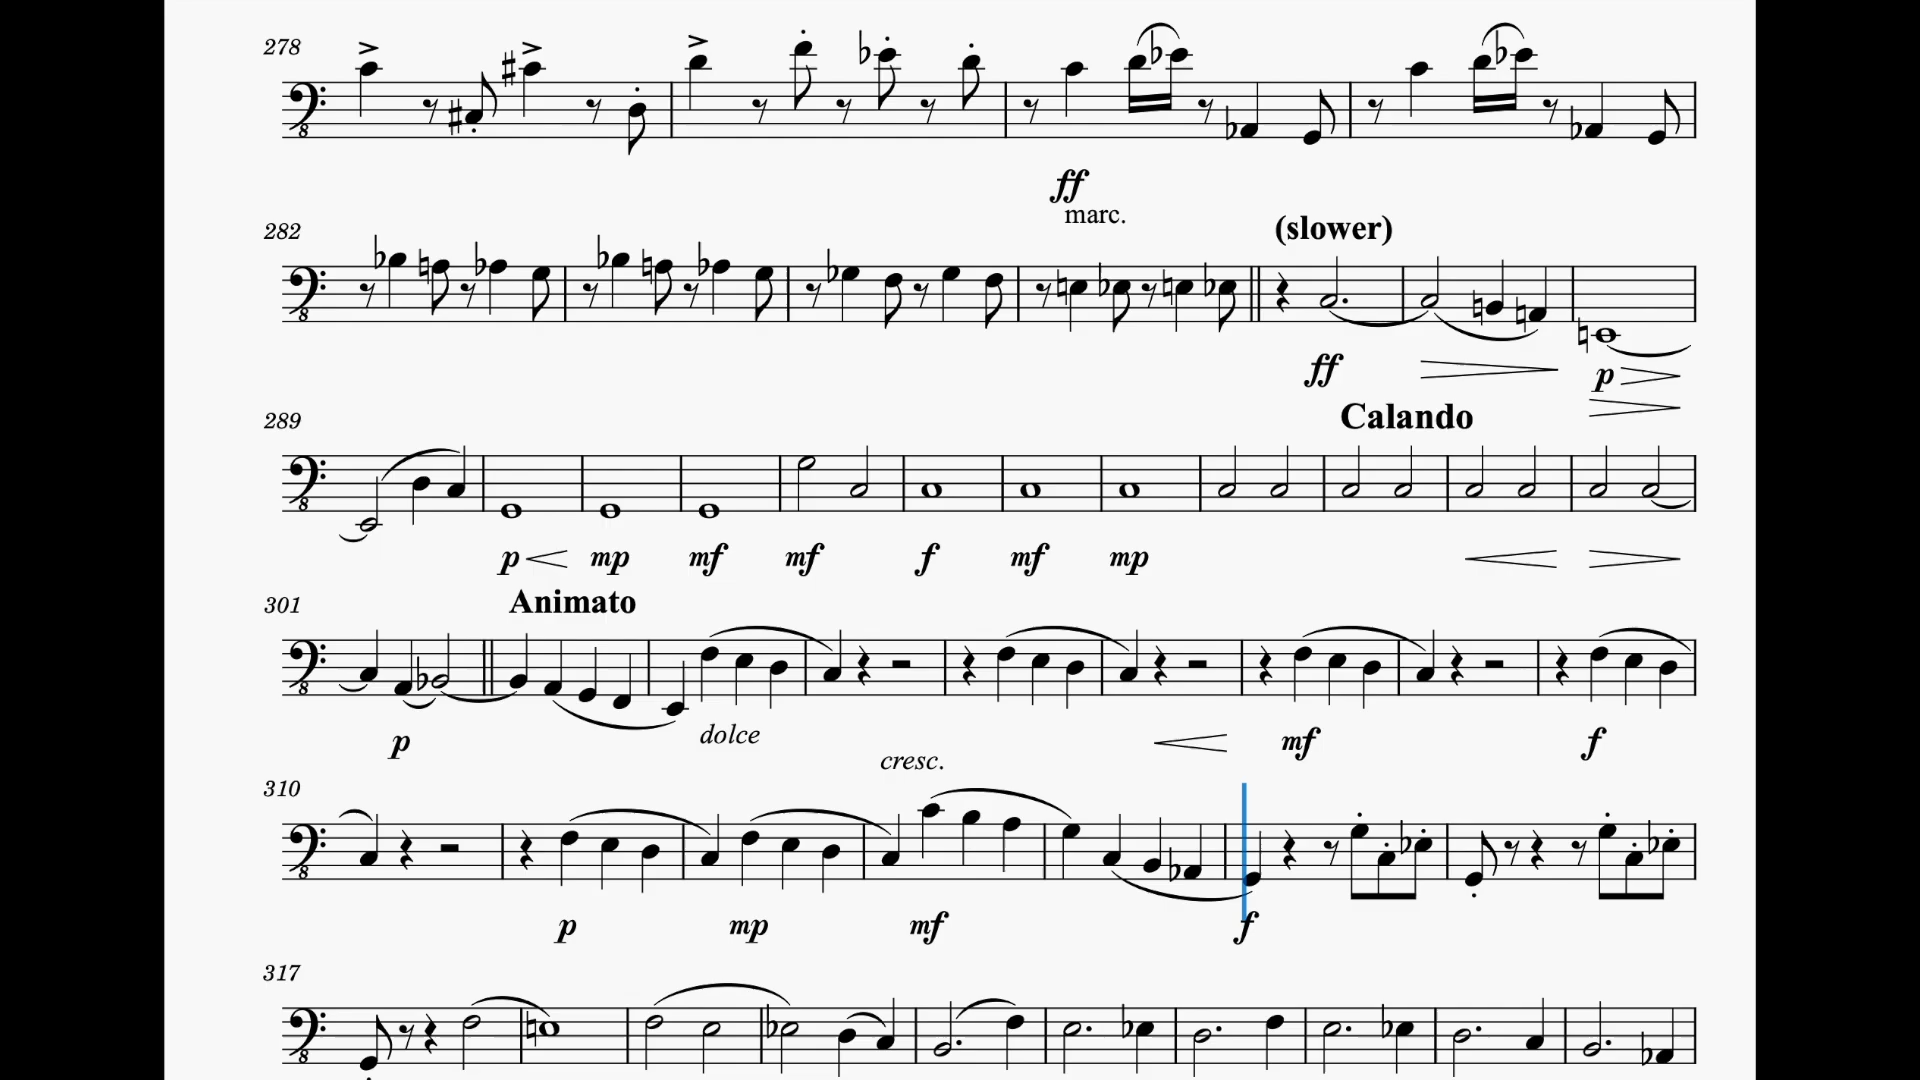 278
ff
marc.
282
(slower)
ff
p
289
Calando
p mp mf mf f mf mp
301
Animato
p dolce mf f
cresc.
310
p mp mf f
317